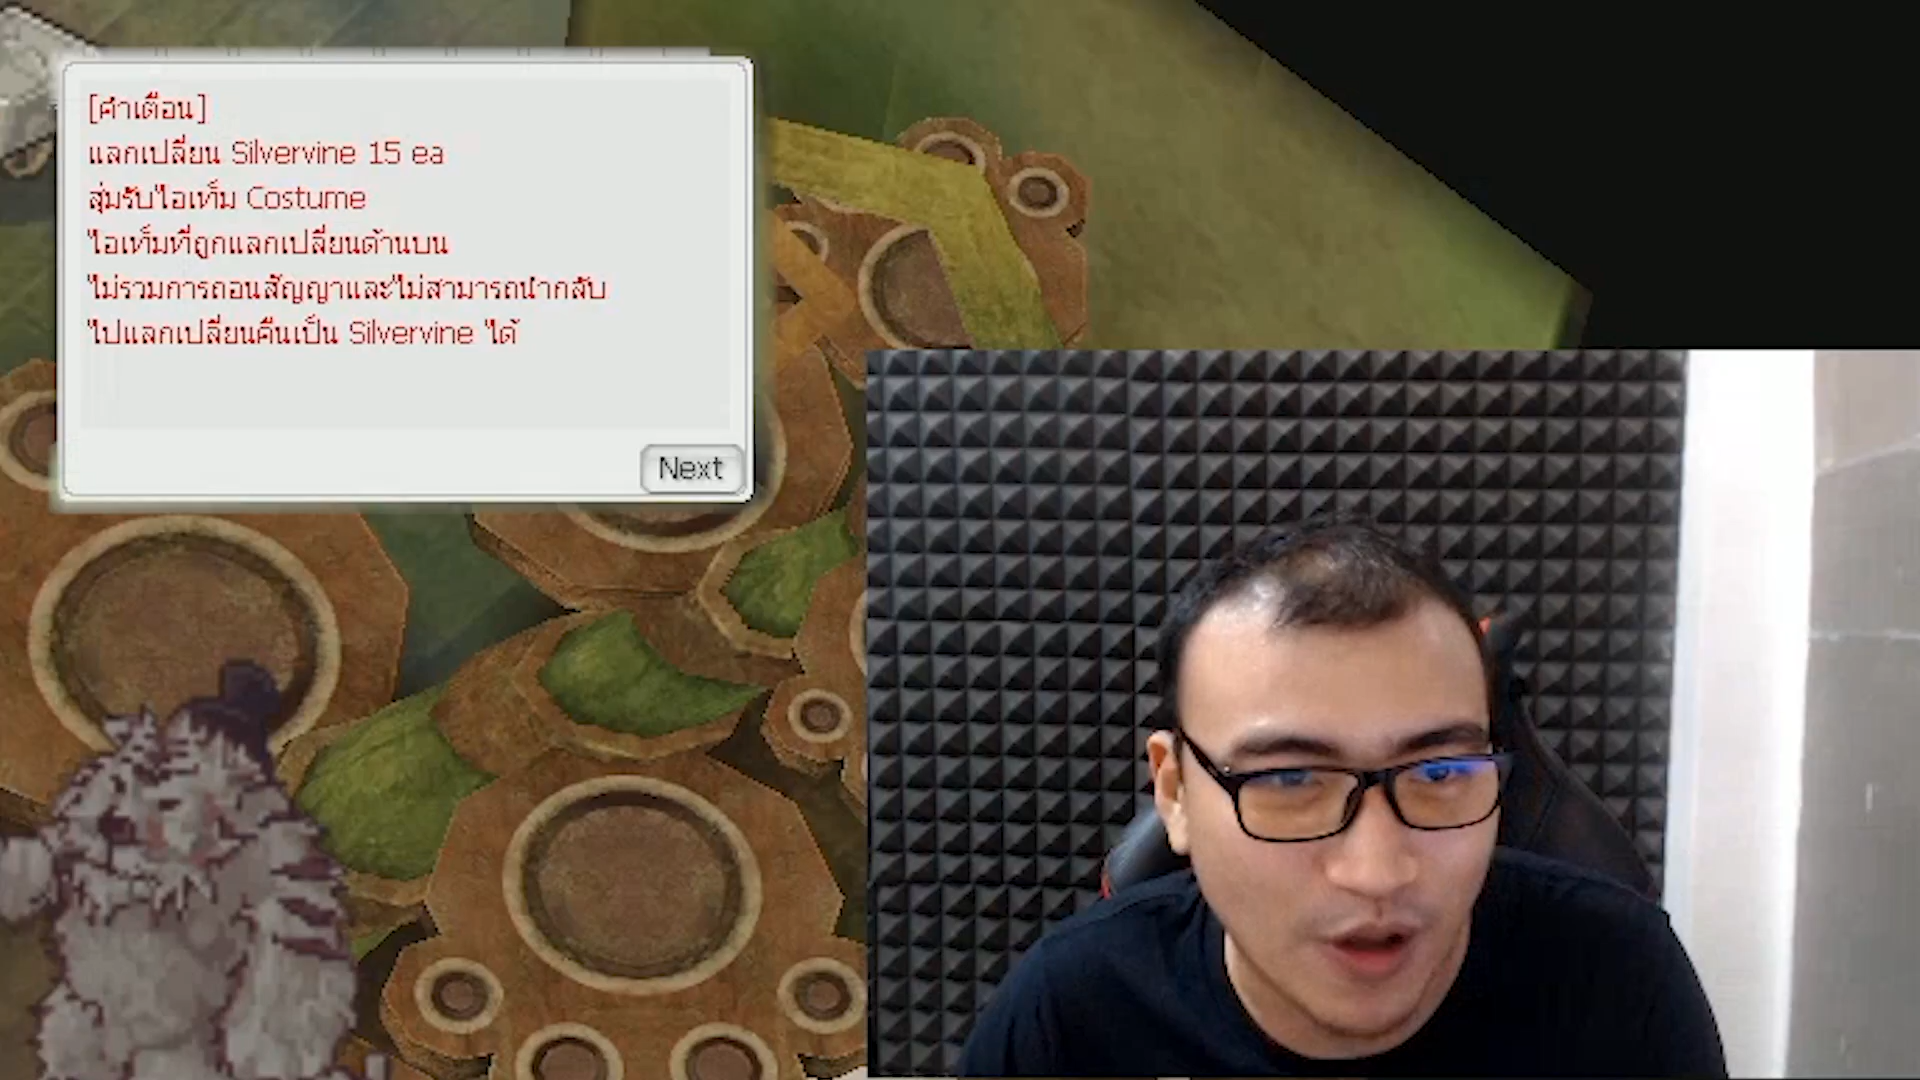 [คำเตือน]
แลกเปลี่ยน Silvervine 15 ea
สุ่มรับไอเท็ม Costume
ไอเท็มที่ถูกแลกเปลี่ยนด้านบน
ไม่รวมการถอนสัญญาและไม่สามารถนำกลับ
ไปแลกเปลี่ยนคืนเป็น Silvervine ได้
Next